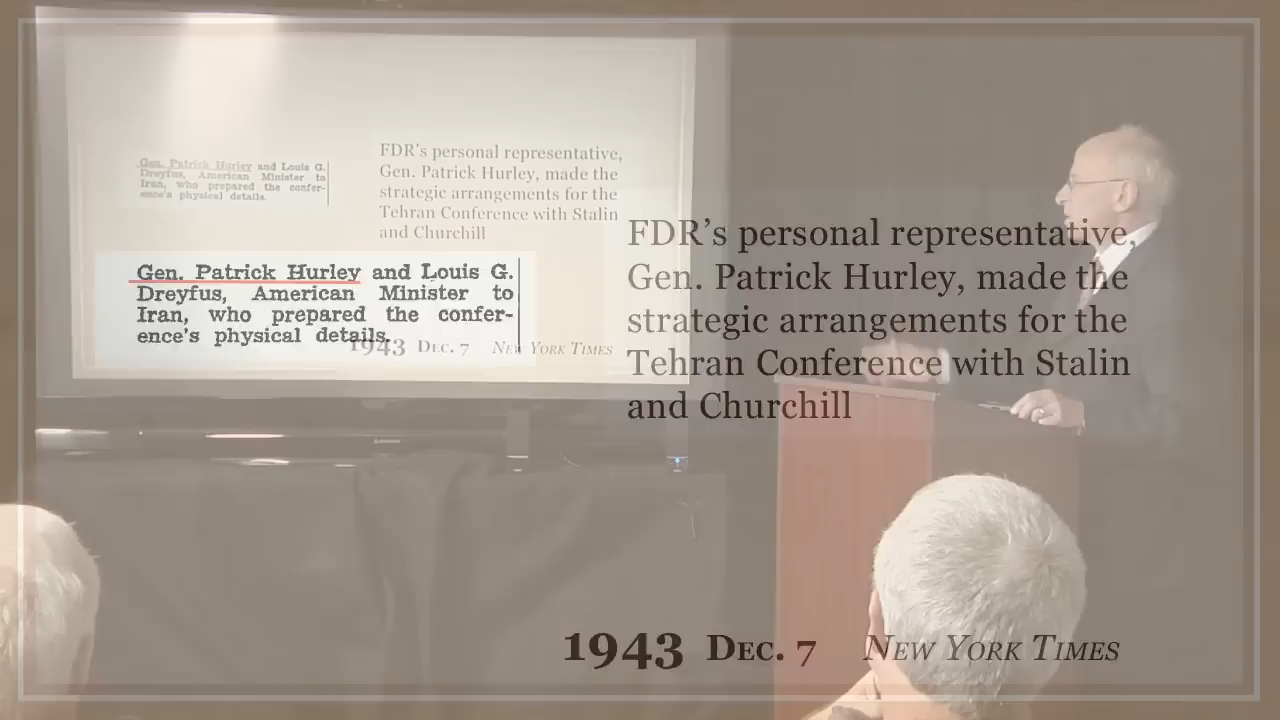 Gen. Patrick Hurley and Louis G.
Dreyfus, American Minister to
Iran, who prepared the confer-
ence's physical details.
FDR's personal representative,
Gen. Patrick Hurley, made the
strategic arrangements for the
Tehran Conference with Stalin
and Churchill
1943 DEC. 7 NEW YORK TIMES
Gen. Patrick Hurley and Louis G.
Dreyfus, American Minister to
Iran, who prepared the confer-
ence's physical details.
FDR's personal representative,
Gen. Patrick Hurley, made the
strategic arrangements for the
Tehran Conference with Stalin
and Churchill
1943 DEC. 7 NEW YORK TIMES